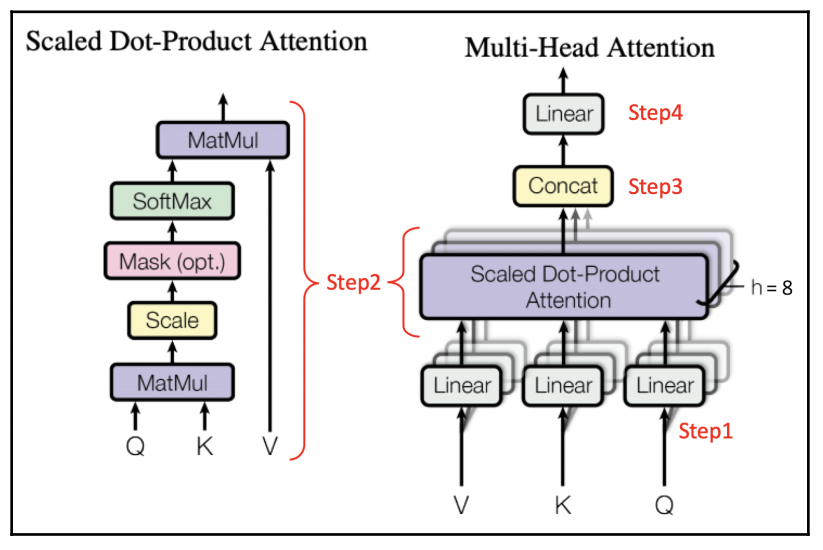 Scaled Dot-Product Attention
MatMul
SoftMax
Mask (opt.)
Scale
MatMul
Q K V
Step2
Multi-Head Attention
Linear
Step4
Concat
Step3
Scaled Dot-Product
Attention
h = 8
Linear Linear Linear
Step1
V K Q